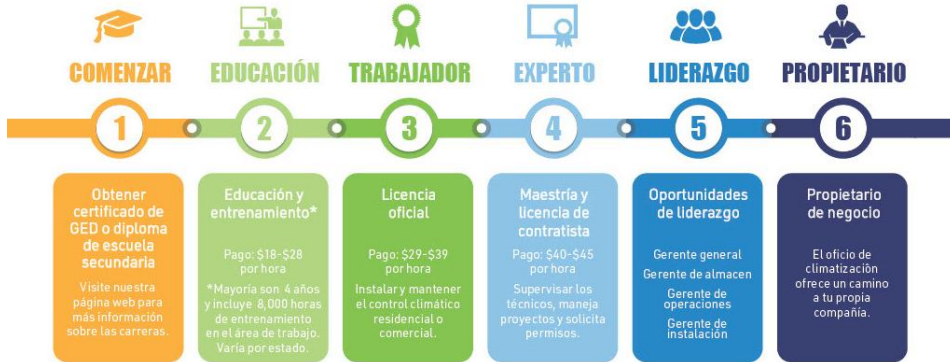 COMENZAR
EDUCACIÓN
TRABAJADOR
EXPERTO
LIDERAZGO
PROPIETARIO
1
2
3
4
5
6
Obtener
certificado de
GED o diploma
de escuela
secundaria
Visite nuestra
página web para
más información
sobre las carreras.
Educación y
entrenamiento*
Pago: $18-$28
por hora
*Mayoría son 4 años
y incluye 8,000 horas
de entrenamiento
en el área de trabajo.
Varía por estado.
Licencia
oficial
Pago: $29-$39
por hora
Instalar y mantener
el control climático
residencial o
comercial.
Maestría y
licencia de
contratista
Pago: $40-$45
por hora
Supervisar los
técnicos, maneja
proyectos y solicita
permisos.
Oportunidades
de liderazgo
Gerente general
Gerente de almacen
Gerente de
operaciones
Gerente de
instalación
Propietario
de negocio
El oficio de
climatización
ofrece un camino
a tu propia
compañía.